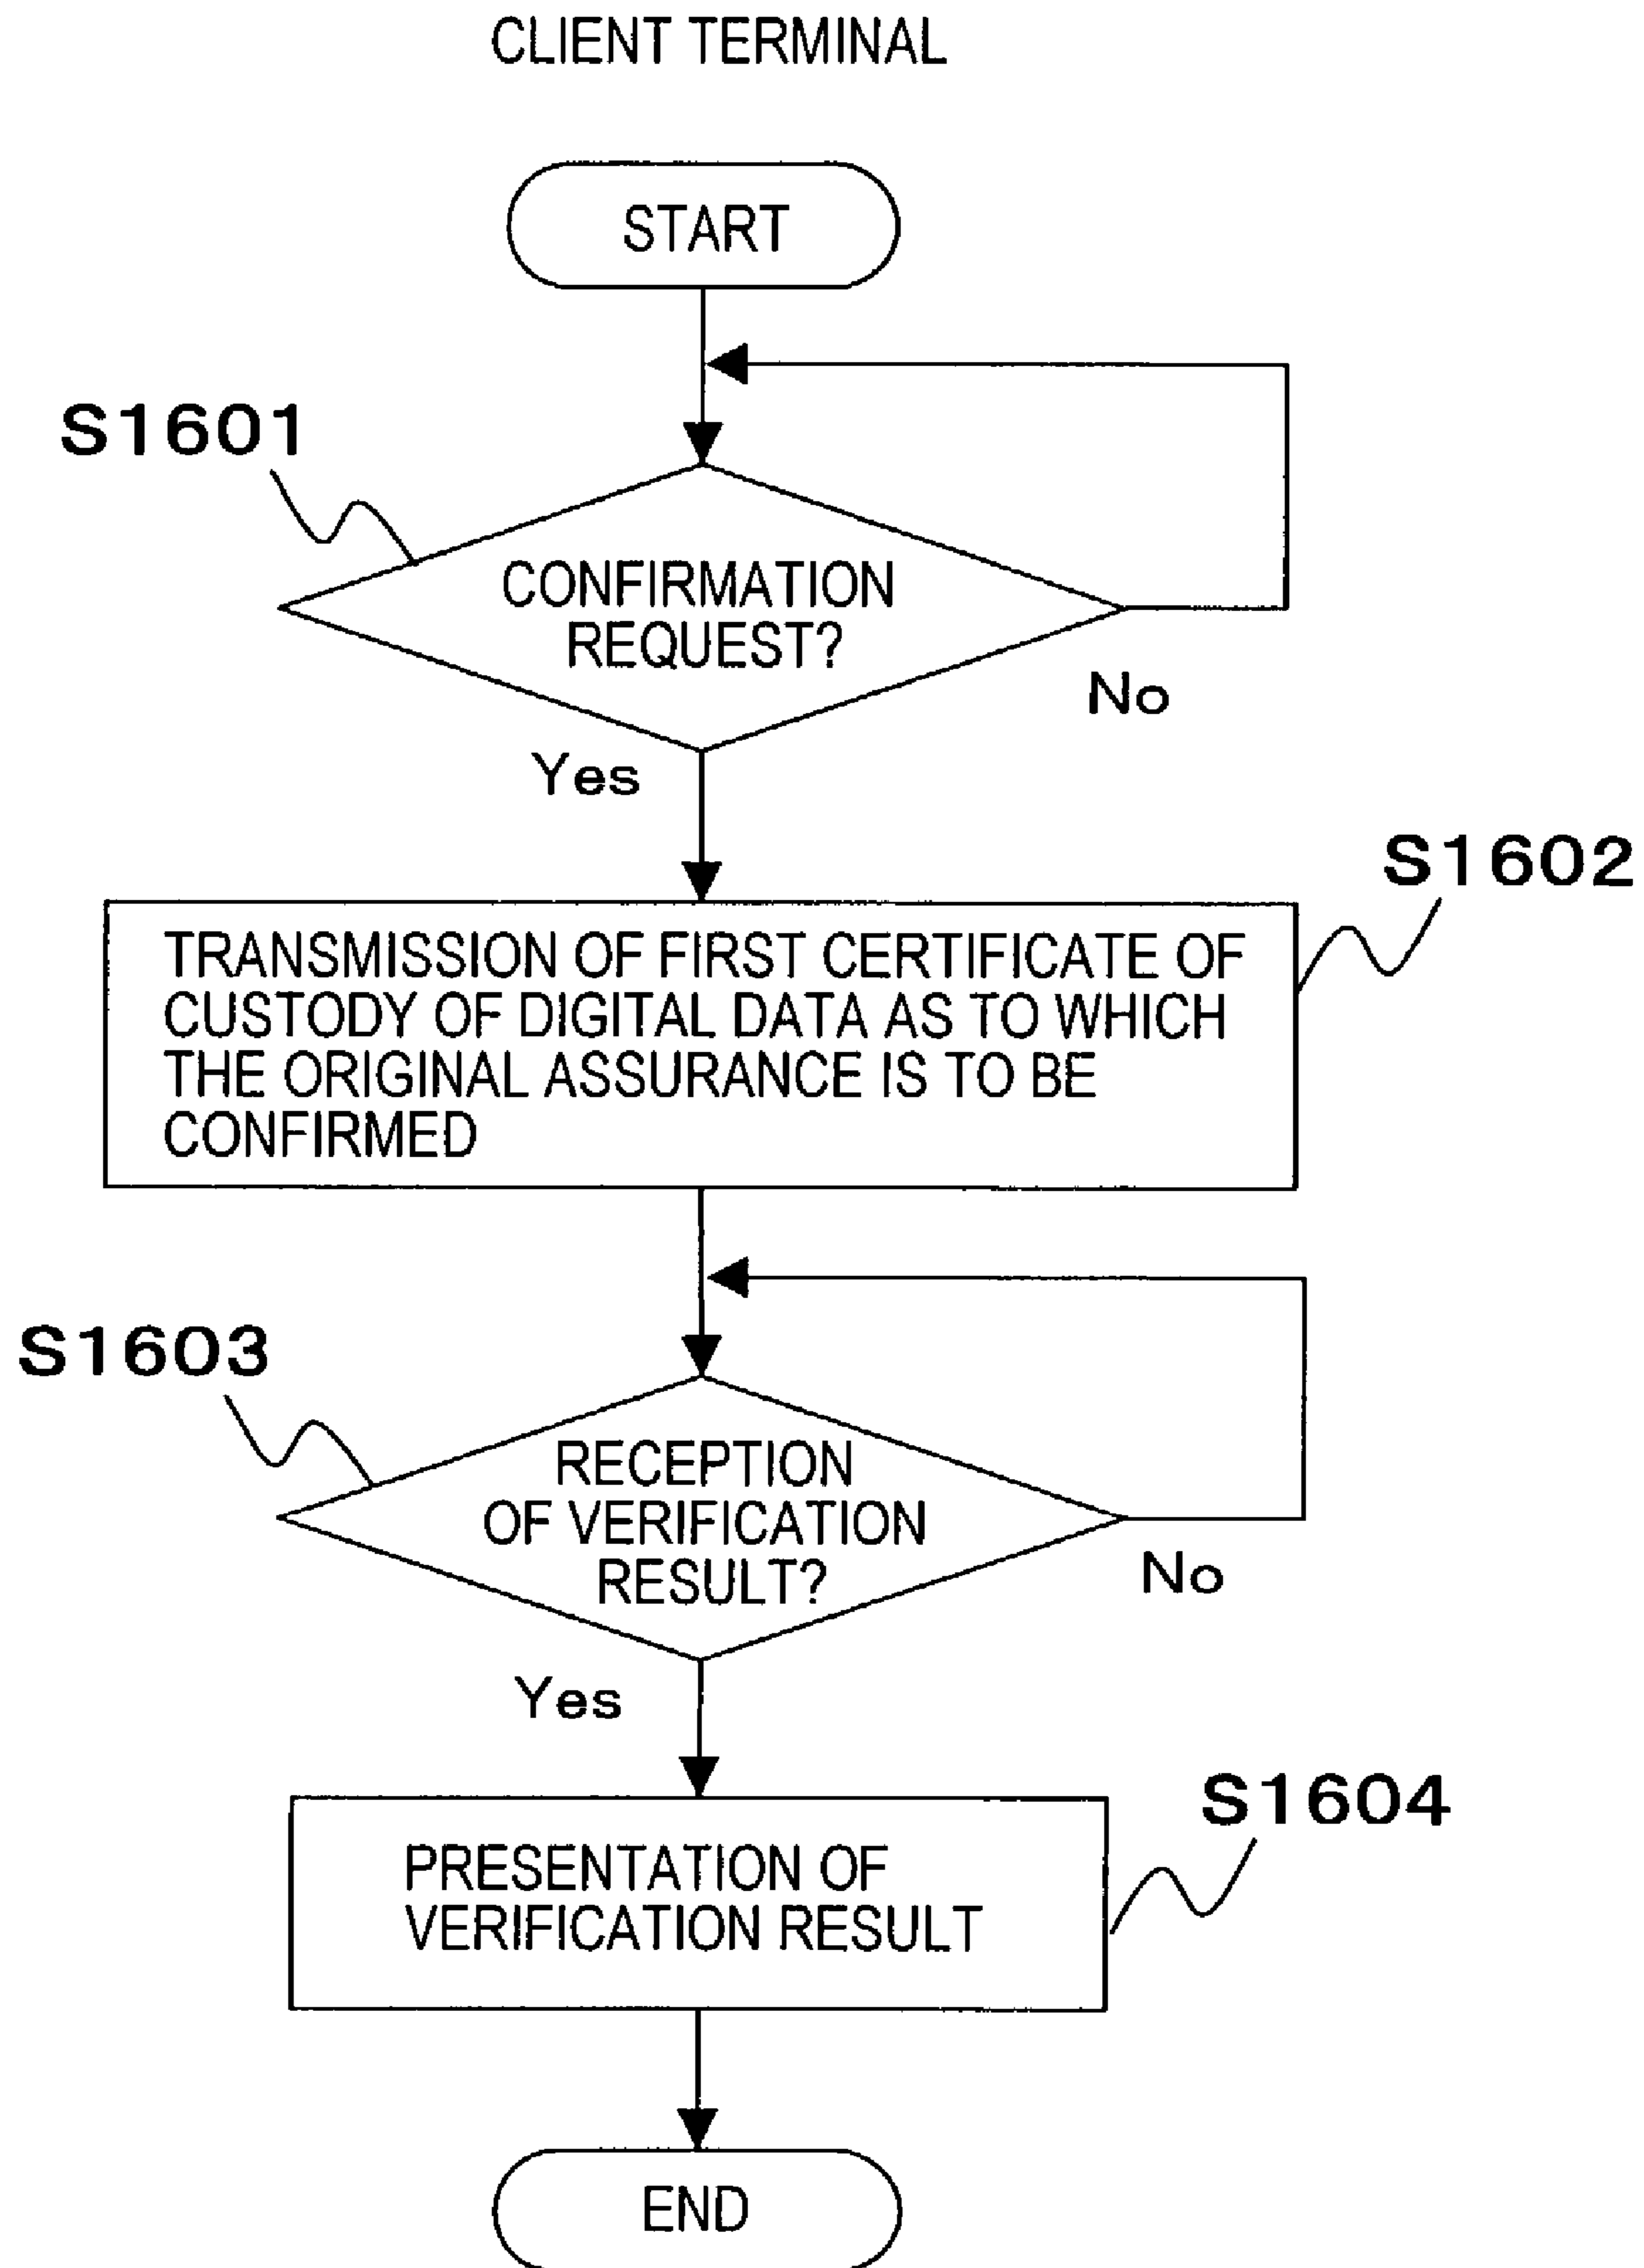 CLIENT TERMINAL
START
S1601
CONFIRMATION
REQUEST?
No
Yes
S1602
TRANSMISSION OF FIRST CERTIFICATE OF
CUSTODY OF DIGITAL DATA AS TO WHICH
THE ORIGINAL ASSURANCE IS TO BE
CONFIRMED
S1603
RECEPTION
OF VERIFICATION
RESULT?
No
Yes
S1604
PRESENTATION OF
VERIFICATION RESULT
END